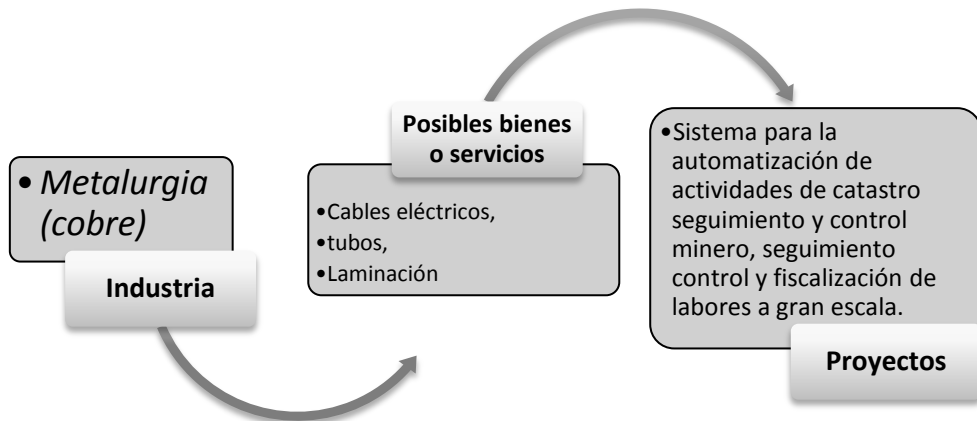 • Metalurgia
(cobre)
Industria
Posibles bienes
o servicios
•Cables eléctricos,
•tubos,
•Laminación
•Sistema para la
automatización de
actividades de catastro
seguimiento y control
minero, seguimiento
control y fiscalización de
labores a gran escala.
Proyectos